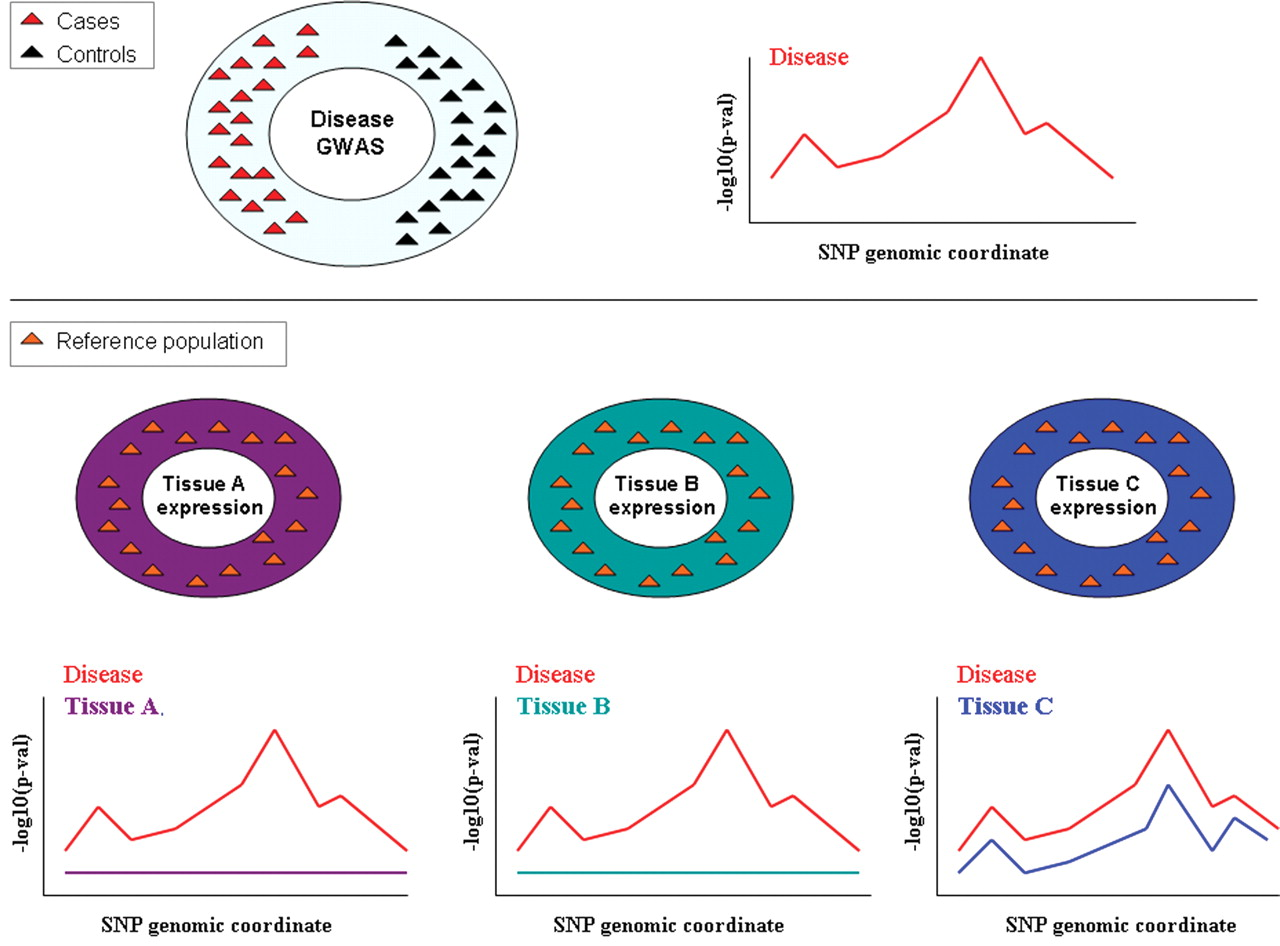 Cases
Controls
Disease
GWAS
Disease
-log10(p-val)
SNP genomic coordinate
Reference population
Tissue A
expression
Tissue B
expression
Tissue C
expression
Disease
Tissue A.
-log10(p-val)
SNP genomic coordinate
Disease
Tissue B
-log10(p-val)
SNP genomic coordinate
Disease
Tissue C
-log10(p-val)
SNP genomic coordinate